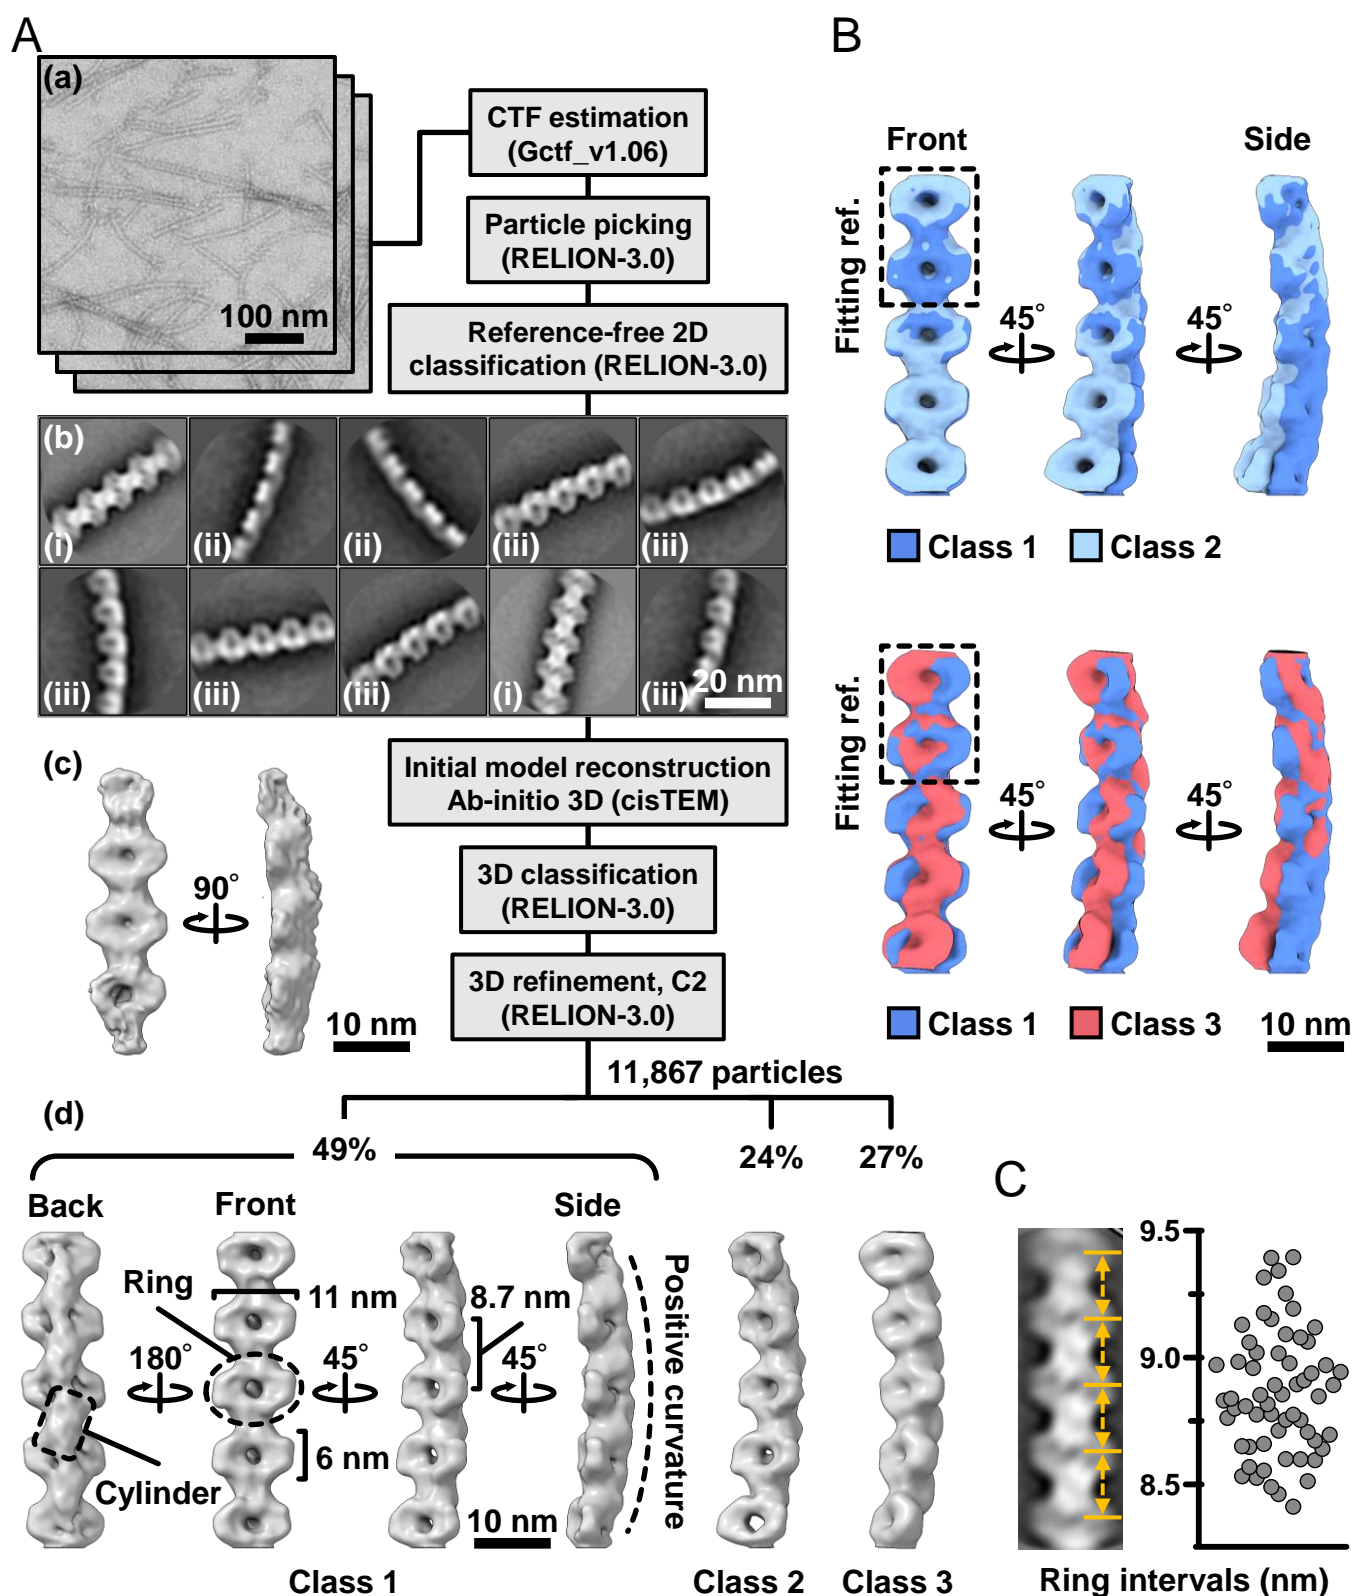 A
(a)
100 nm
CTF estimation
(Gctf_v1.06)
Particle picking
(RELION-3.0)
Reference-free 2D
classification (RELION-3.0)
(b)
(i)
(ii)
(ii)
(iii)
(iii)
(iii)
(iii)
(iii)
(i)
(iii)
20 nm
Initial model reconstruction
Ab-initio 3D (cisTEM)
3D classification
(RELION-3.0)
3D refinement, C2
(RELION-3.0)
(c)
90°
10 nm
11,867 particles
(d)
49%
24%
27%
Back
Front
Side
Ring
11 nm
8.7 nm
180°
45°
45°
6 nm
Cylinder
10 nm
Positive curvature
Class 1
Class 2
Class 3
B
Front
Side
Fitting ref.
45°
45°
Class 1
Class 2
Fitting ref.
45°
45°
Class 1
Class 3
10 nm
C
9.5
9.0
8.5
Ring intervals (nm)